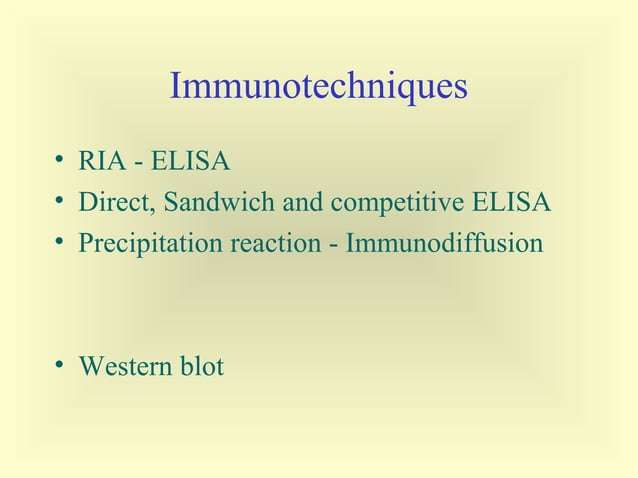 Immunotechniques
• RIA - ELISA
• Direct, Sandwich and competitive ELISA
• Precipitation reaction - Immunodiffusion
• Western blot